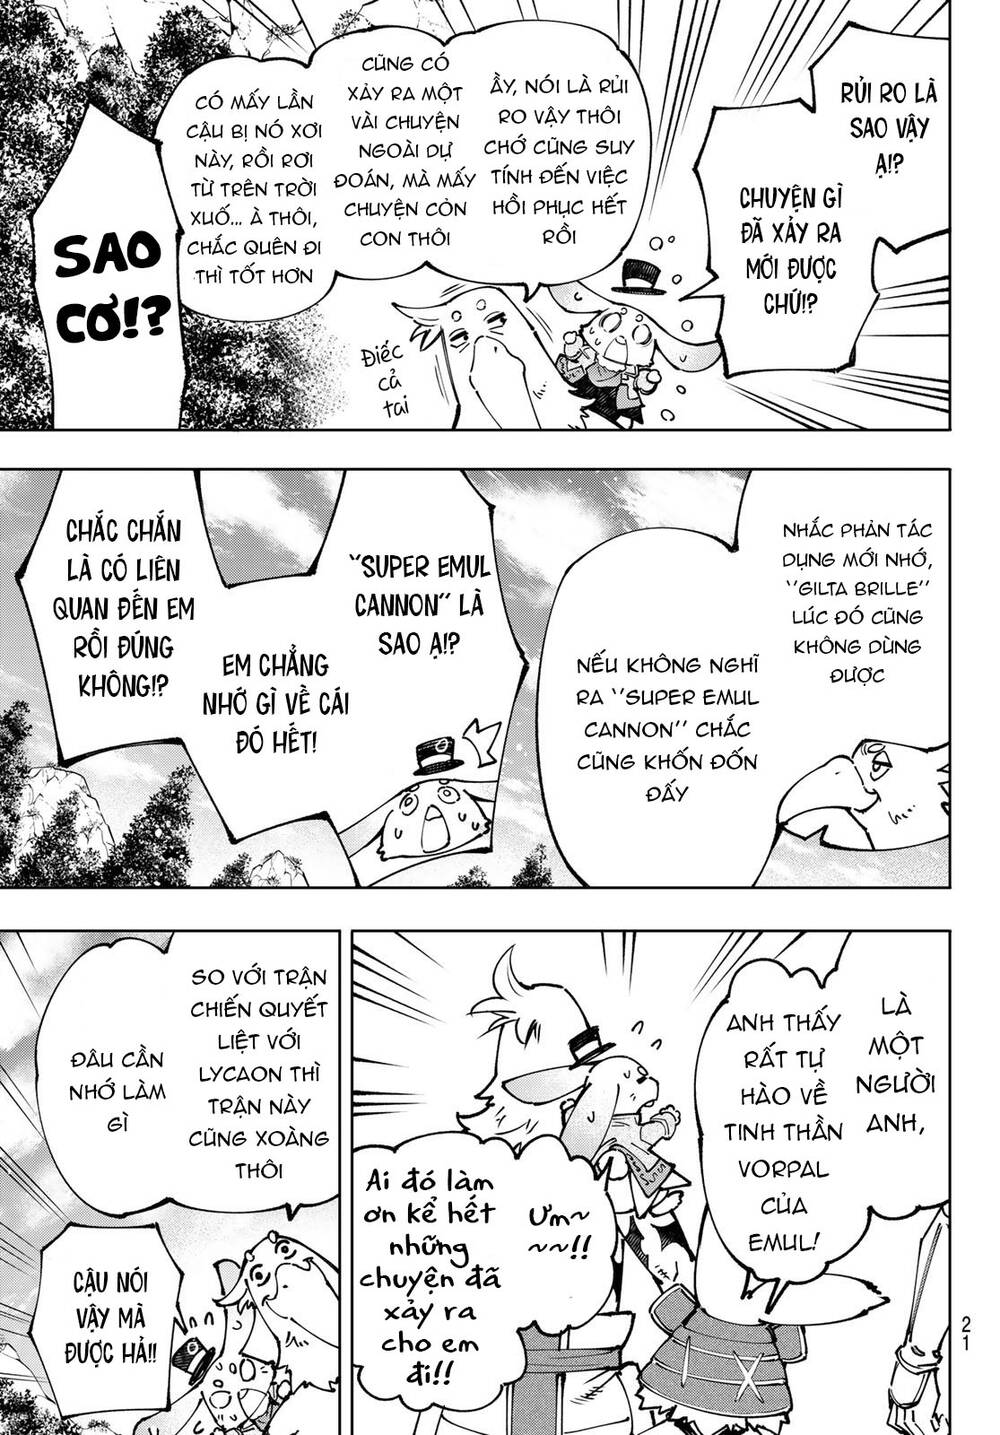 RỦI RO LÀ
SAO VẬY
Ạ!?
CHUYỆN GÌ
ĐÃ XẢY RA
MỚI ĐƯỢC
CHỨ!?
ẦY, NÓI LÀ RỦI
RO VẬY THÔI
CHỚ CŨNG SUY
TÍNH ĐẾN VIỆC
HỒI PHỤC HẾT
RỒI
CŨNG CÓ
XẢY RA MỘT
VÀI CHUYỆN
NGOÀI DỰ
ĐOÁN, MÀ MẤY
CHUYỆN CỎN
CON THÔI
CÓ MẤY LẦN
CẬU BỊ NÓ XƠI
NÀY, RỒI RƠI
TỪ TRÊN TRỜI
XUỐ... À THÔI,
CHẮC QUÊN ĐI
THÌ TỐT HƠN
Điếc
cả
tai
SAO
CƠ!?
NHẮC PHẢN TÁC
DỤNG MỚI NHỚ,
"GILTA BRILLE"
LÚC ĐÓ CŨNG
KHÔNG DÙNG
ĐƯỢC
NẾU KHÔNG NGHĨ
RA "SUPER EMUL
CANNON" CHẮC
CŨNG KHỐN ĐỐN
ĐẤY
"SUPER EMUL
CANNON" LÀ
SAO Ạ!?
EM CHẲNG
NHỚ GÌ VỀ CÁI
ĐÓ HẾT!
CHẮC CHẮN
LÀ CÓ LIÊN
QUAN ĐẾN EM
RỒI ĐÚNG
KHÔNG!?
LÀ
MỘT
NGƯỜI
ANH,
ANH THẤY
RẤT TỰ
HÀO VỀ
TINH THẦN
VORPAL
CỦA
EMUL!
Ưm~
~~!!
Ai đó làm
ơn kể hết
những
chuyện đã
xảy ra
cho em
đi!!
SO VỚI TRẬN
CHIẾN QUYẾT
LIỆT VỚI
LYCAON THÌ
TRẬN NÀY
CŨNG XOÀNG
THÔI
ĐÂU CẦN
NHỚ LÀM
GÌ
CẬU NÓI
VẬY MÀ
ĐƯỢC HẢ!!
21